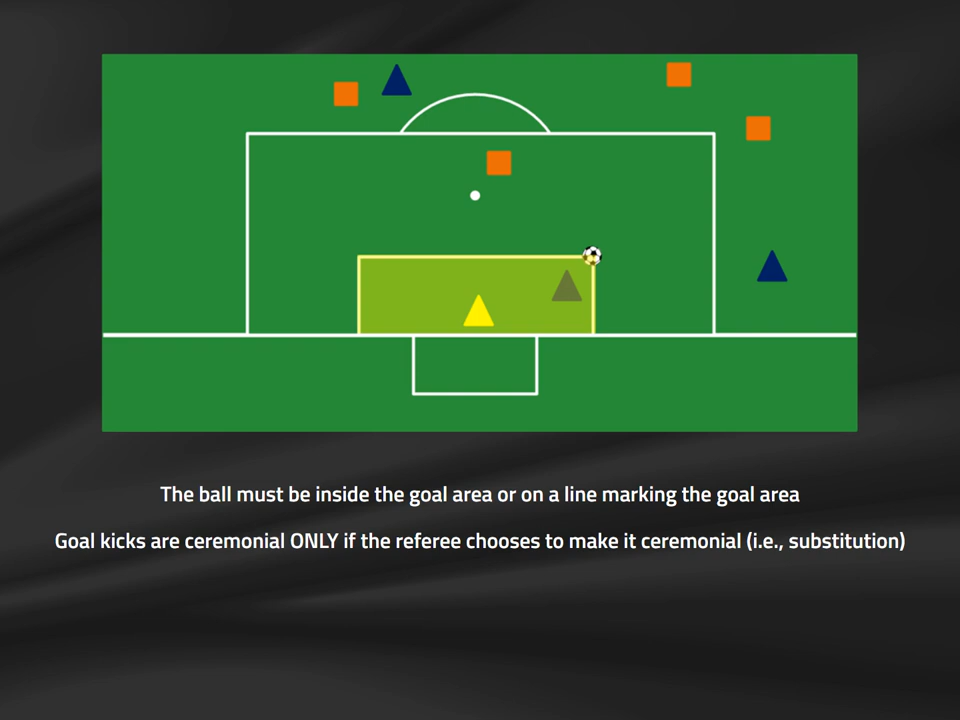 The ball must be inside the goal area or on a line marking the goal area
Goal kicks are ceremonial ONLY if the referee chooses to make it ceremonial (i.e., substitution)